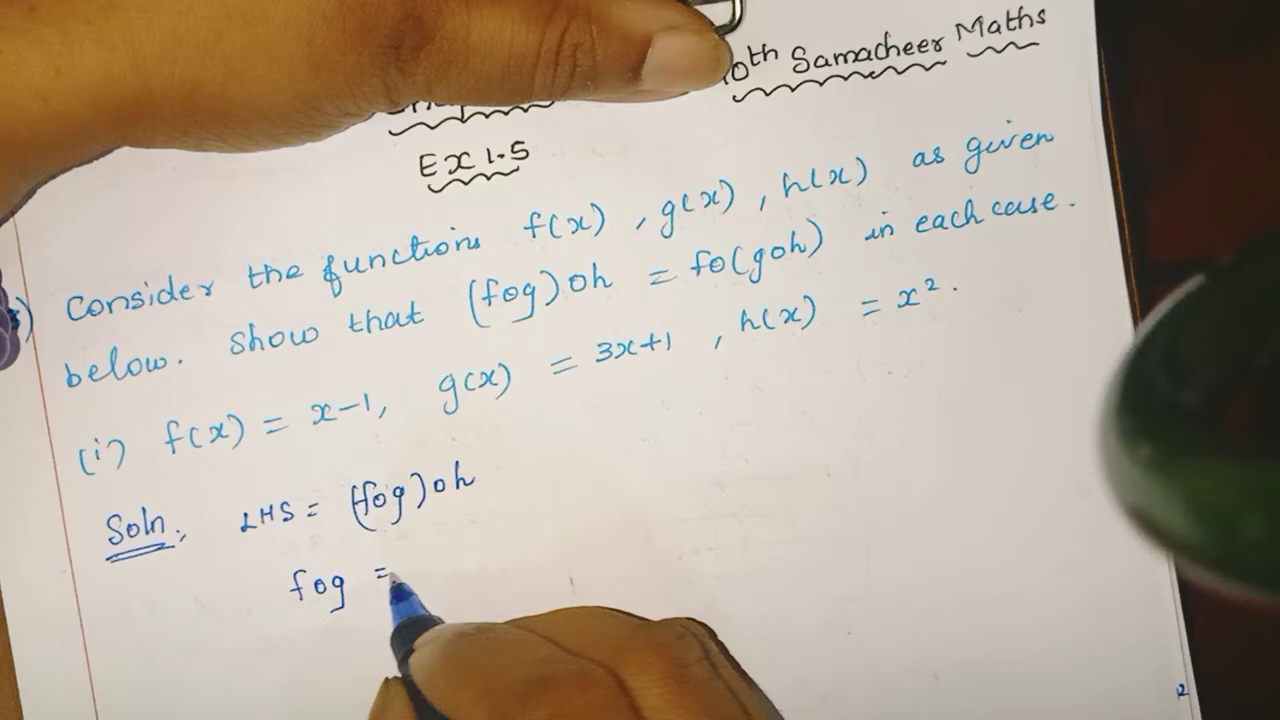 10th Samacheer Maths
Ex 1.5
Consider the functions f(x), g(x), h(x) as given
below. Show that (fog)oh = fo(goh) in each case.
(i) f(x) = x-1, g(x) = 3x+1, h(x) = x².
Soln; LHS = (fog)oh
fog =